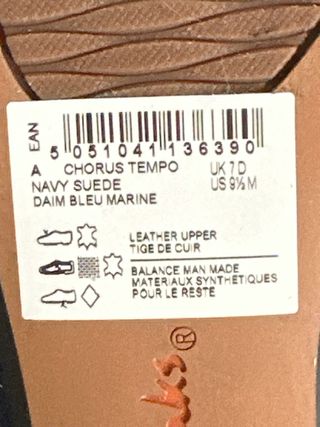 EAN
5 051041 136390
A CHORUS TEMPO UK 7 D
NAVY SUEDE US 9½ M
DAIM BLEU MARINE
LEATHER UPPER
TIGE DE CUIR
BALANCE MAN MADE
MATERIAUX SYNTHÉTIQUES
POUR LE RESTE
®